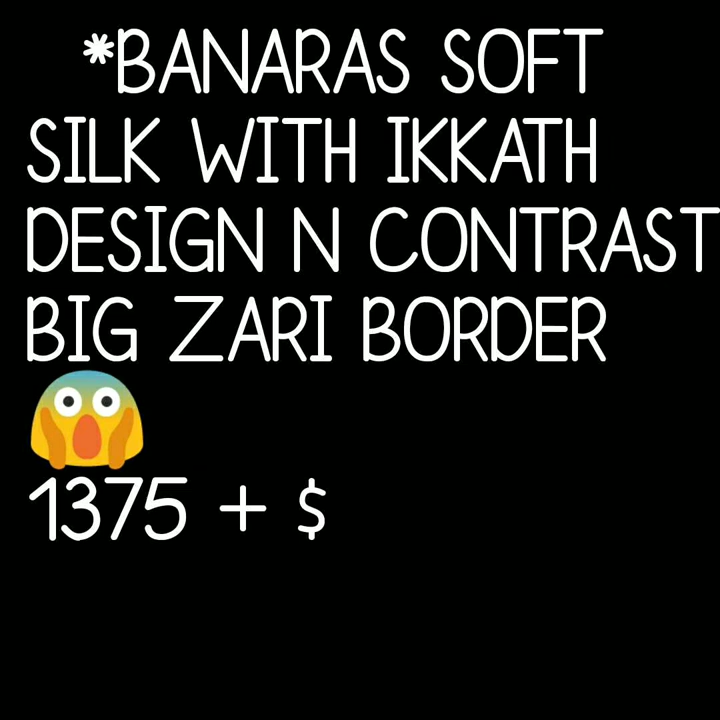 *BANARAS SOFT
SILK WITH IKKATH
DESIGN N CONTRAST
BIG ZARI BORDER
😱
1375 + $